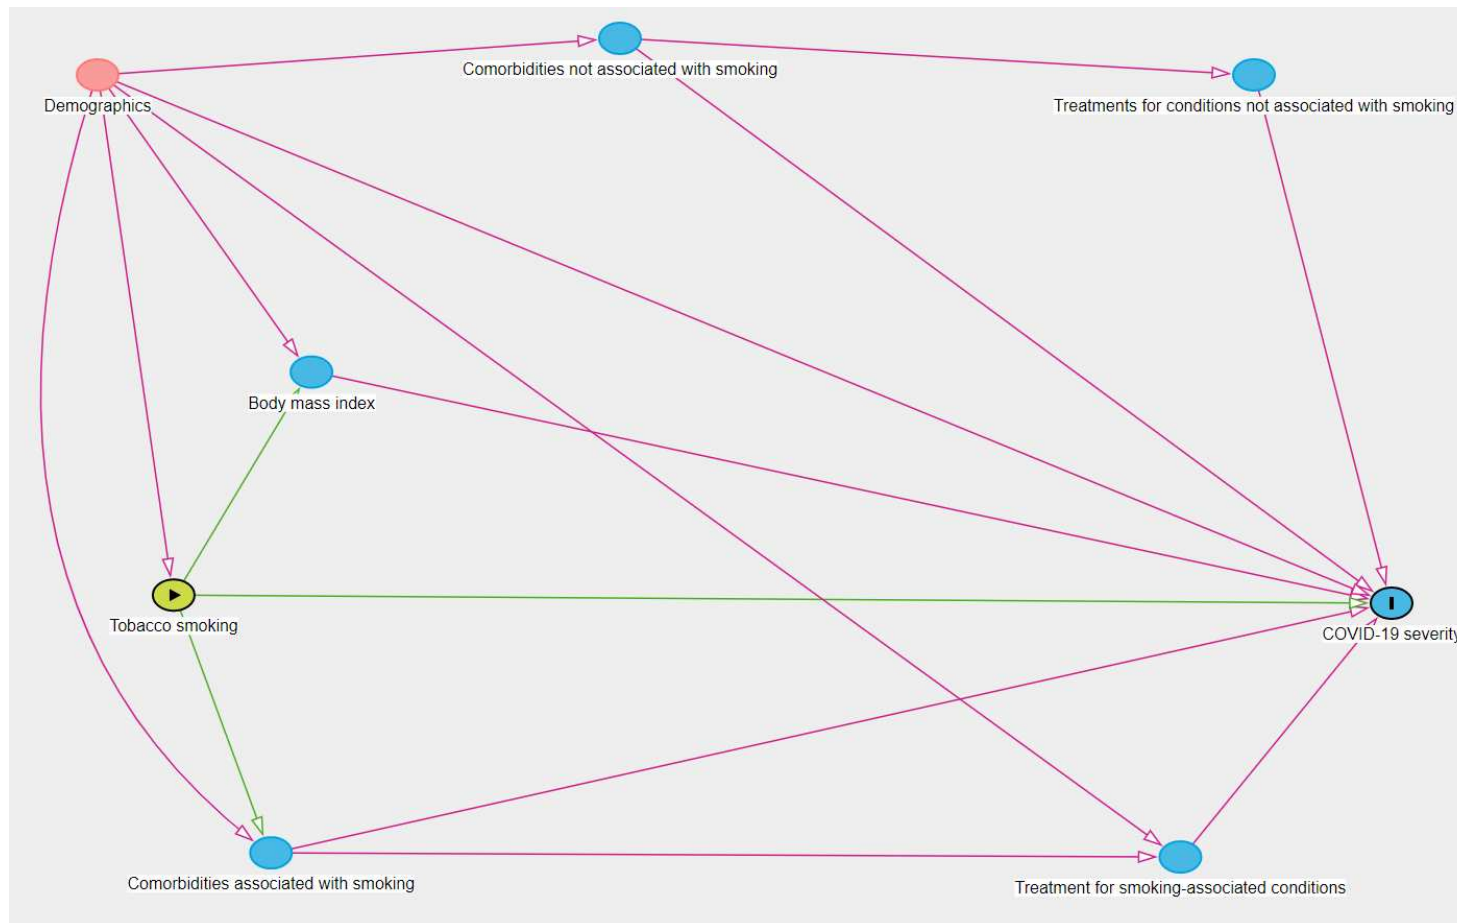 Comorbidities not associated with smoking
Demographics
Treatments for conditions not associated with smoking
Body mass index
Tobacco smoking
COVID-19 severity
Comorbidities associated with smoking
Treatment for smoking-associated conditions